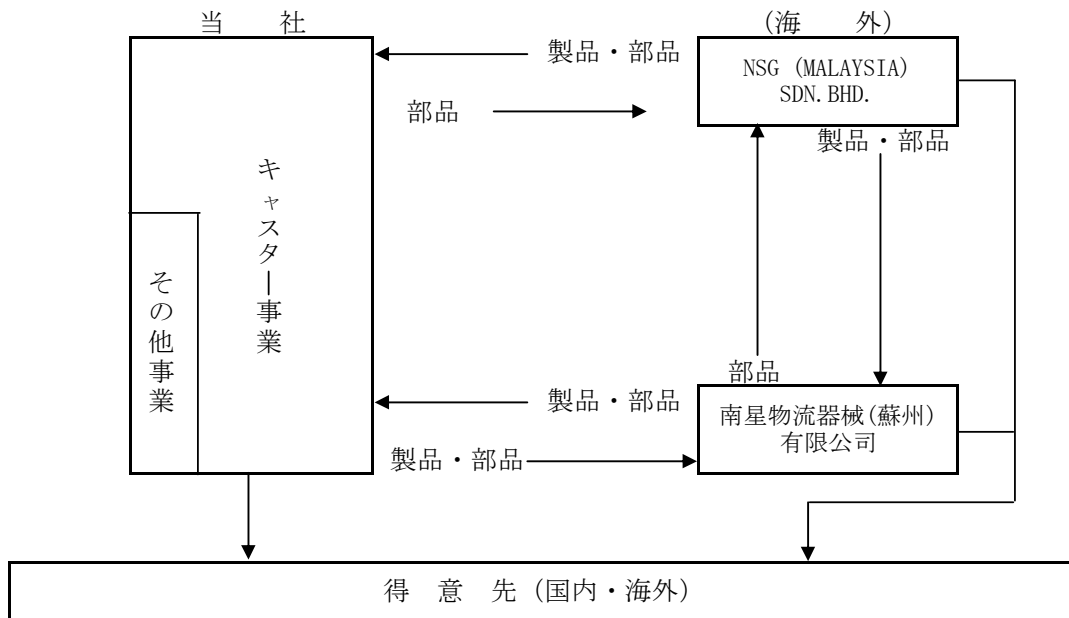 当　社
(海　外)
製品・部品
NSG (MALAYSIA)
SDN.BHD.
部品
製品・部品
キャスター事業
その他事業
部品
製品・部品
南星物流器械(蘇州)
有限公司
製品・部品
得　意　先 (国内・海外)